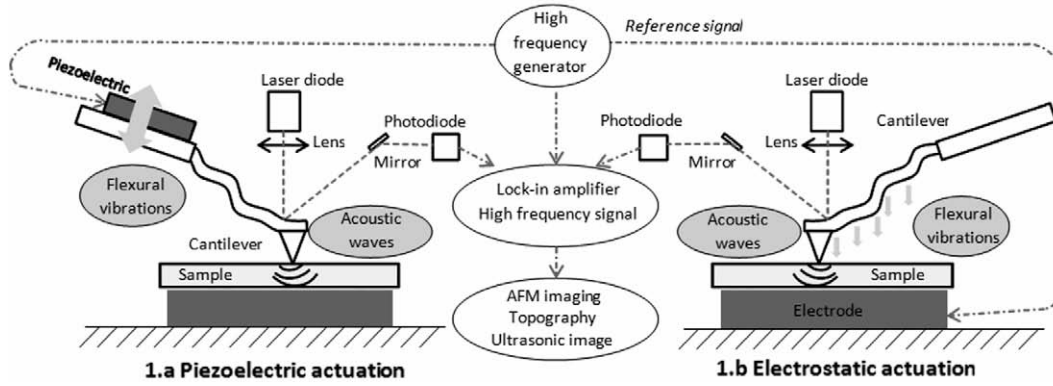 High
frequency
generator
Reference signal
Piezoelectric
Laser diode
Lens
Photodiode
Mirror
Flexural
vibrations
Acoustic
waves
Cantilever
Sample
Lock-in amplifier
High frequency signal
AFM imaging
Topography
Ultrasonic image
Laser diode
Cantilever
Photodiode
Lens
Mirror
Acoustic
waves
Flexural
vibrations
Sample
Electrode
1.a Piezoelectric actuation
1.b Electrostatic actuation